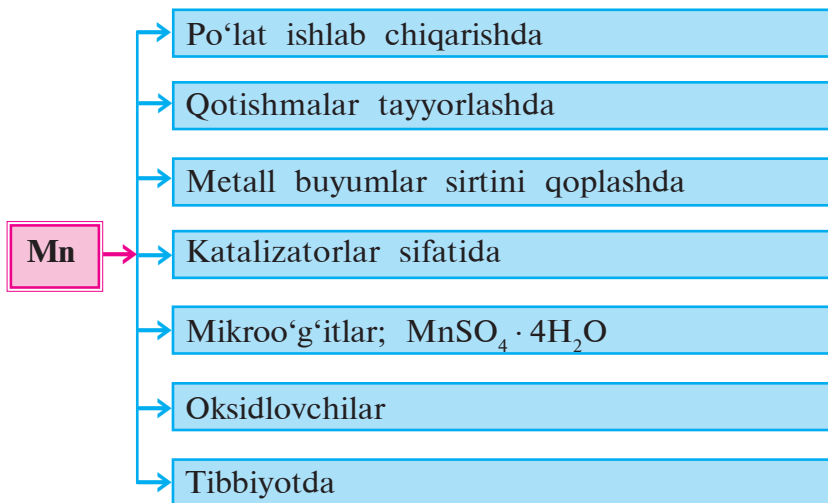 Mn
Po‘lat ishlab chiqarishda
Qotishmalar tayyorlashda
Metall buyumlar sirtini qoplashda
Katalizatorlar sifatida
Mikroo‘g‘itlar; MnSO₄ · 4H₂O
Oksidlovchilar
Tibbiyotda